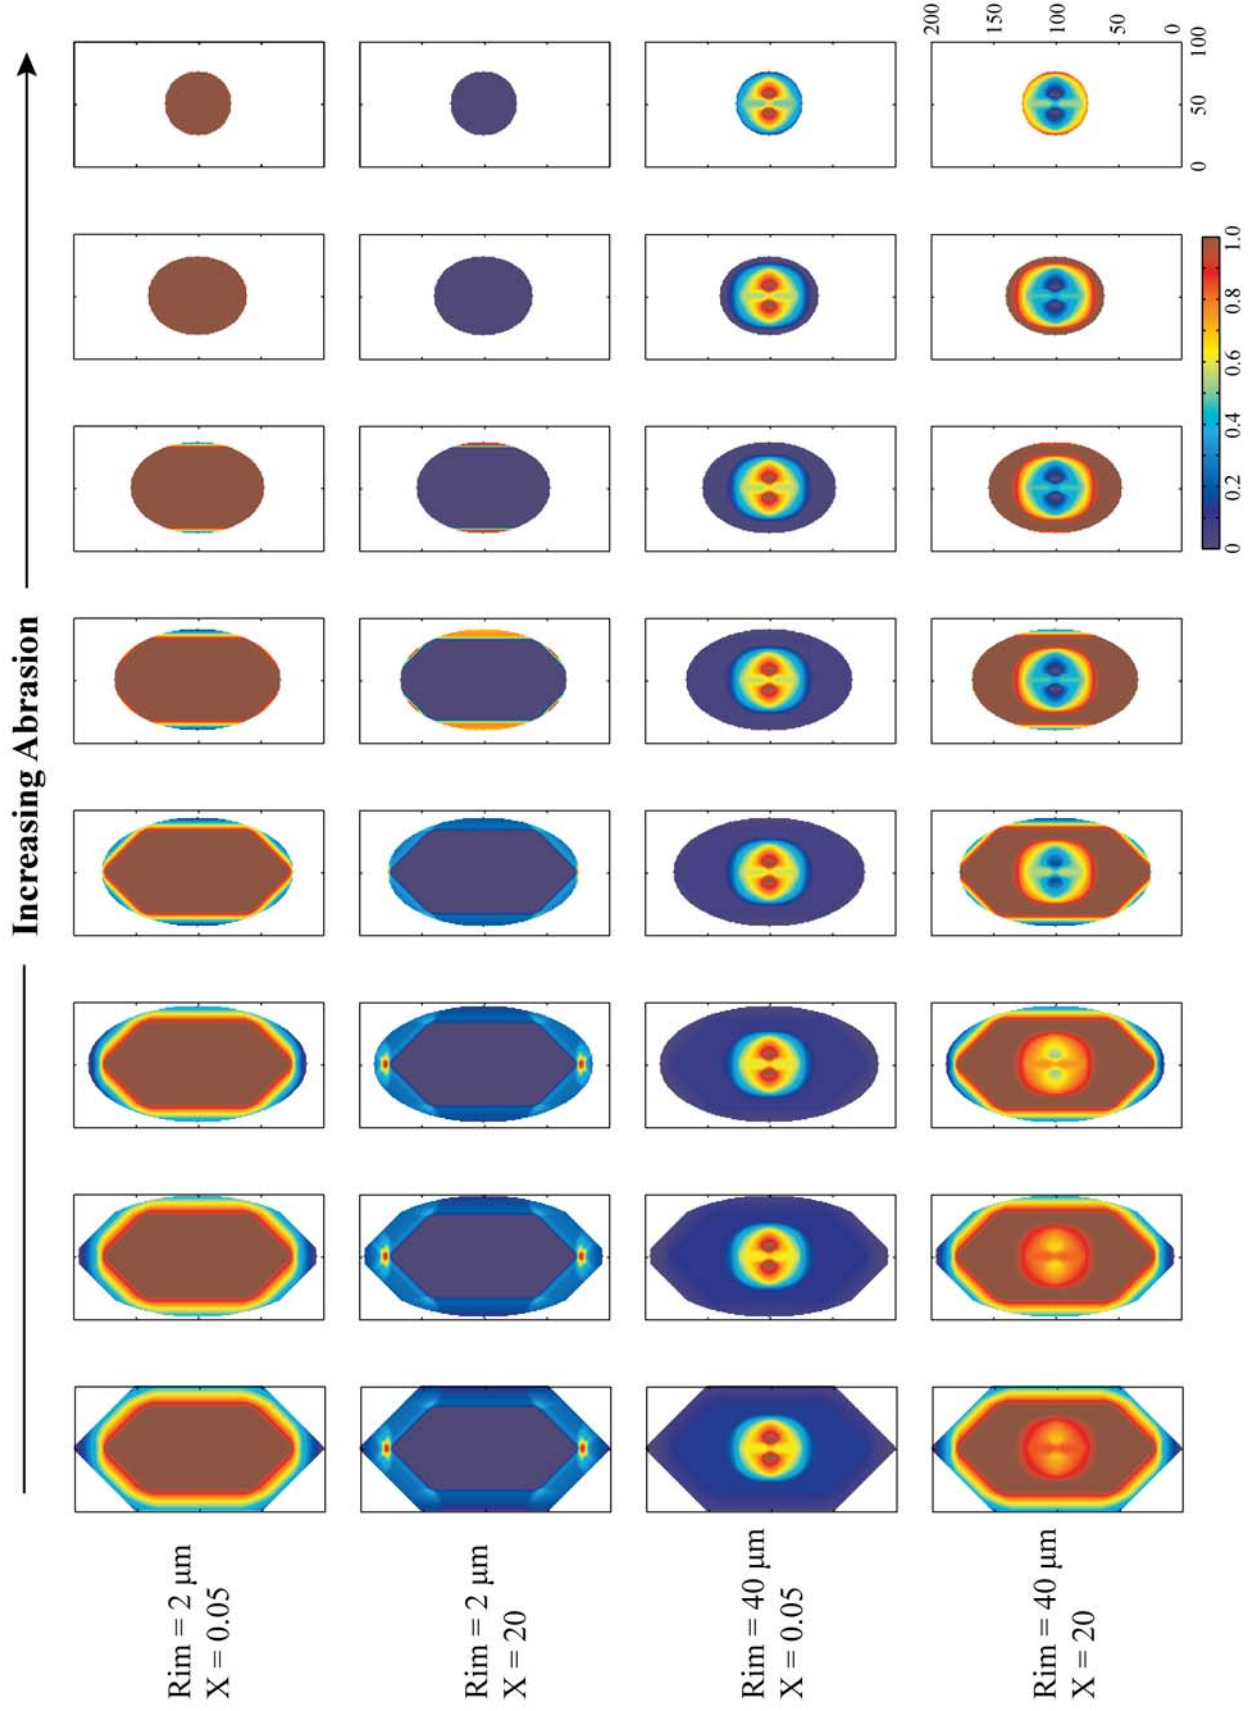 Increasing Abrasion
Rim = 2 μm
X = 0.05
Rim = 2 μm
X = 20
Rim = 40 μm
X = 0.05
Rim = 40 μm
X = 20
200
150
100
50
0
0 50 100
0 0.2 0.4 0.6 0.8 1.0